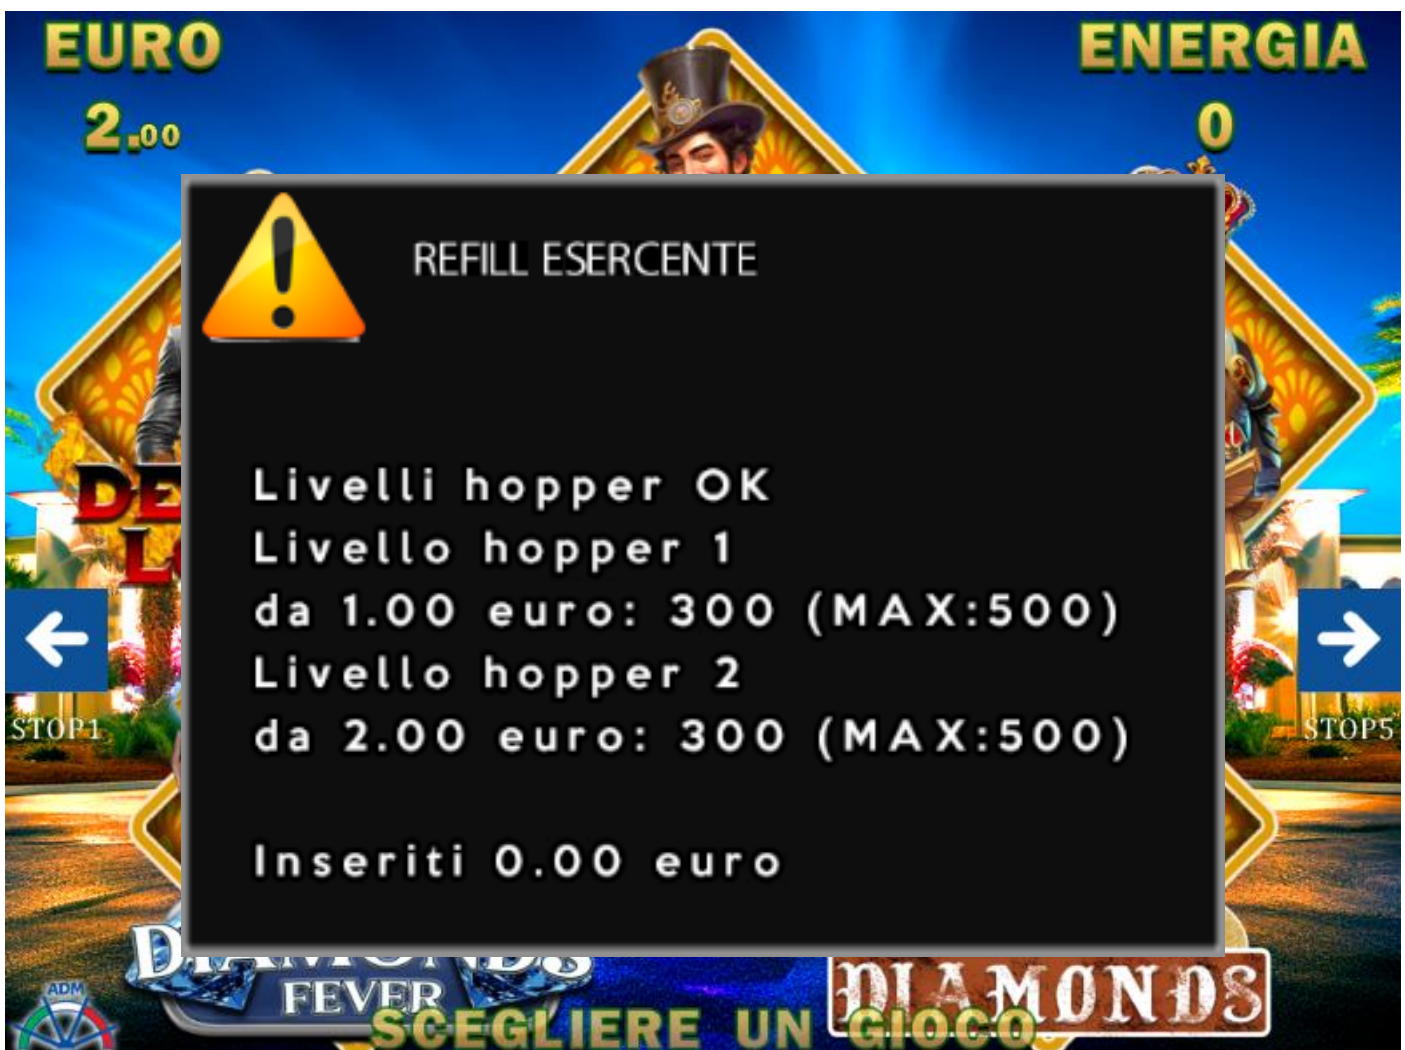 EURO
ENERGIA
2.00
0
REFILL ESERCENTE
Livelli hopper OK
Livello hopper 1
da 1.00 euro: 300 (MAX:500)
Livello hopper 2
da 2.00 euro: 300 (MAX:500)
Inseriti 0.00 euro
STOP1
STOP5
DIAMONDS
FEVER
DIAMONDS
ADM
SCEGLIERE UN GIOCO